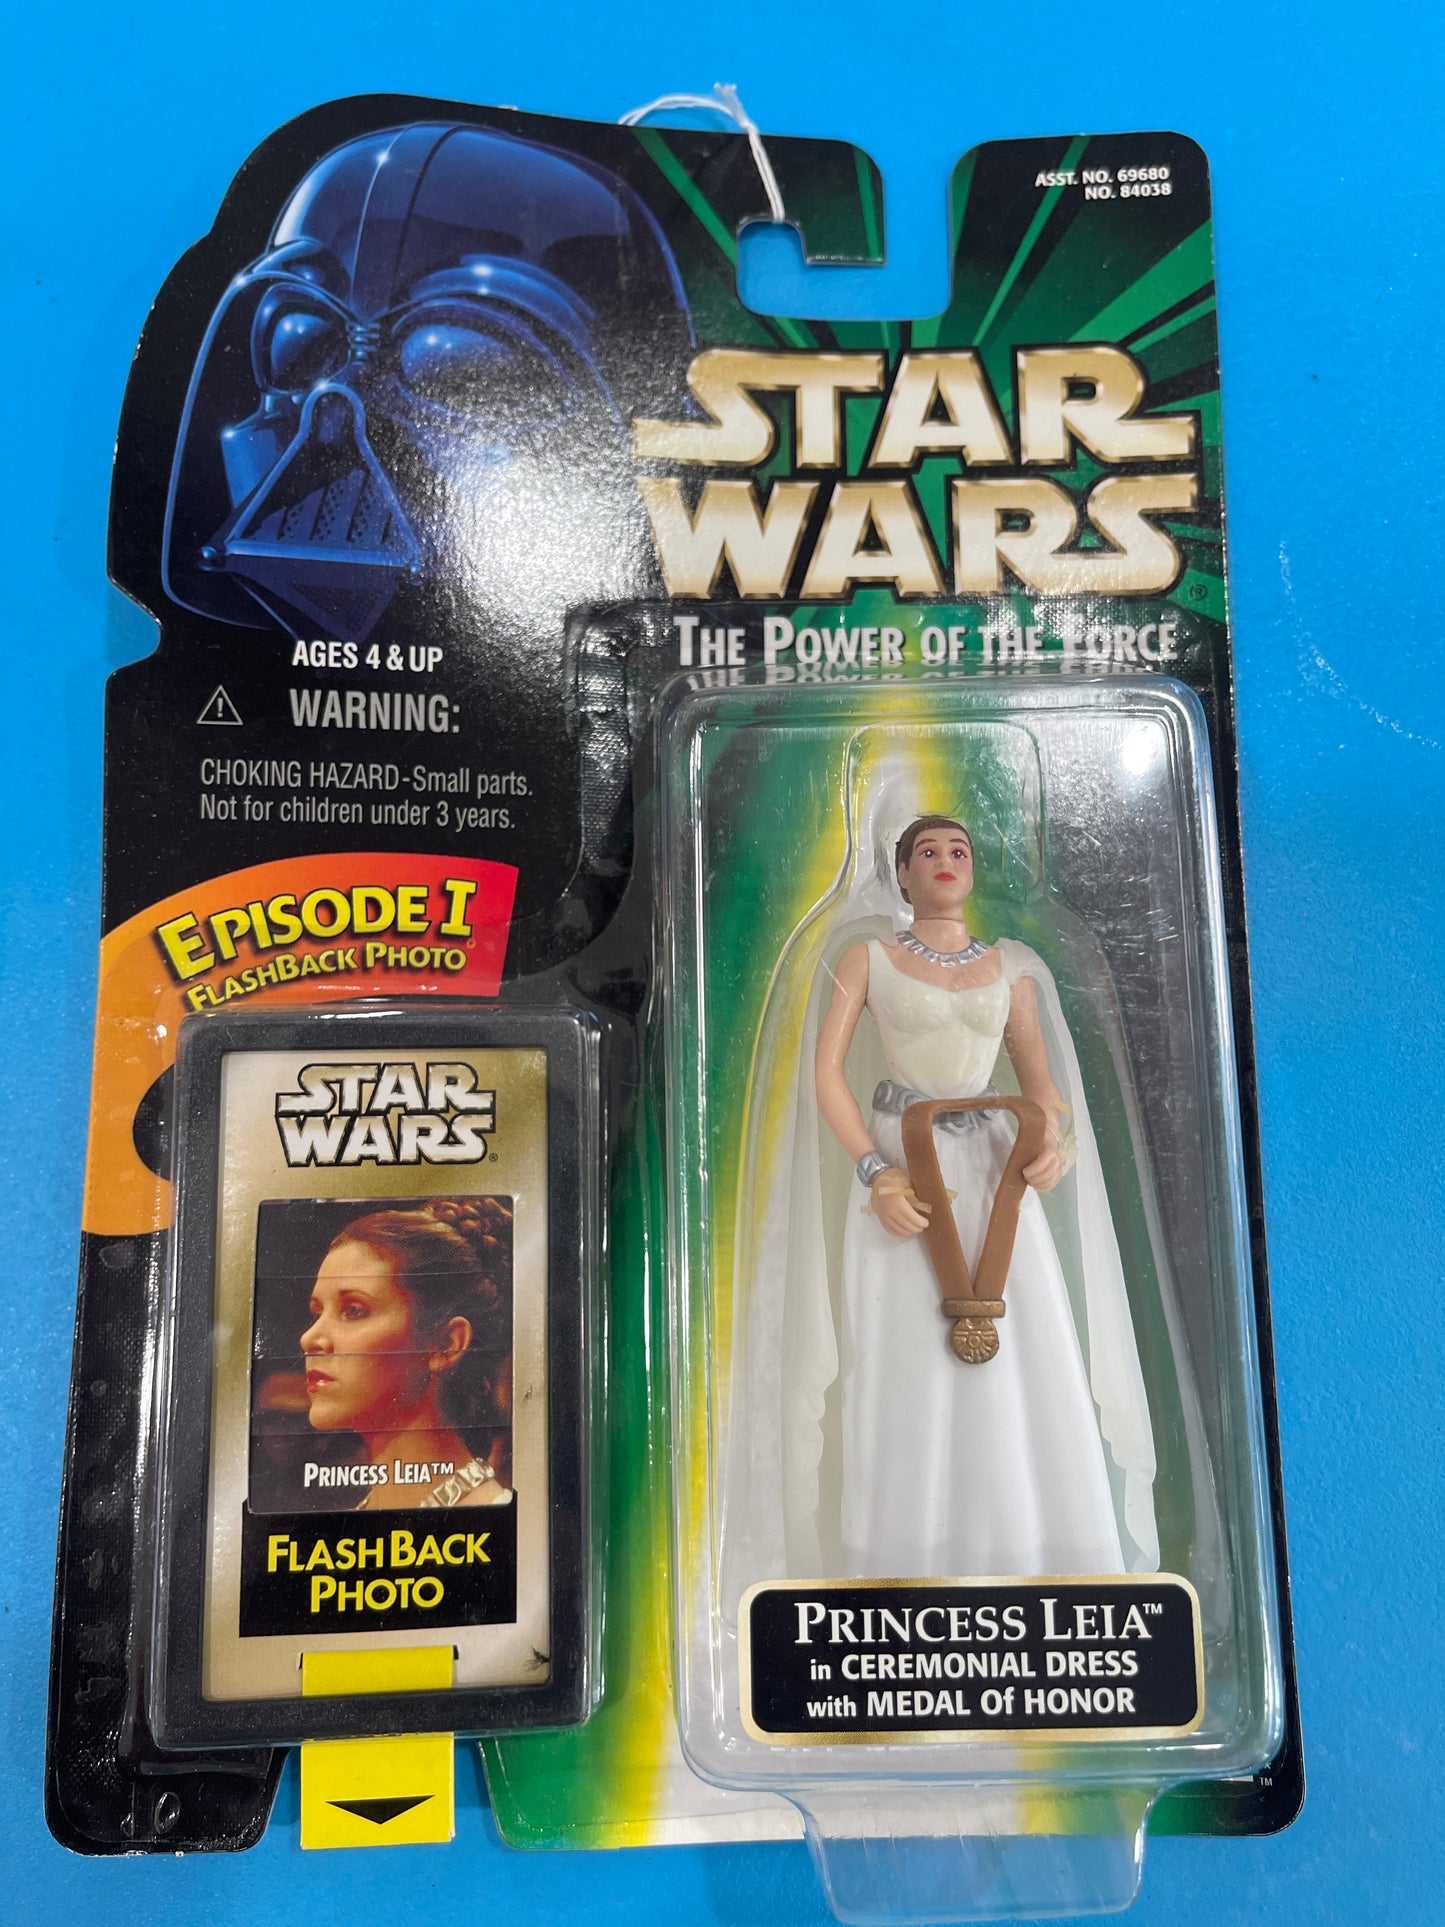 ASST. NO. 69680
NO. 84038
STAR
WARS®
THE POWER OF THE FORCE
AGES 4 & UP
WARNING:
CHOKING HAZARD-Small parts.
Not for children under 3 years.
EPISODE I
FLASHBACK PHOTO
STAR
WARS®
PRINCESS LEIA™
FLASHBACK
PHOTO
PRINCESS LEIA™
in CEREMONIAL DRESS
with MEDAL Of HONOR
TM